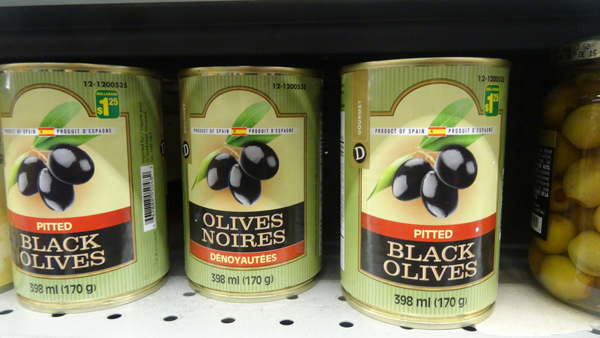 12-1200535
DOLLARAMA
$1.25
PRODUCT OF SPAIN PRODUIT D'ESPAGNE
PITTED
BLACK
OLIVES
398 ml (170 g)
12-1200535
PRODUCT OF SPAIN PRODUIT D'ESPAGNE
D
OLIVES
NOIRES
DÉNOYAUTÉES
398 ml (170 g)
12-1200535
$1.25
GOURMET
D
PRODUCT OF SPAIN PRODUIT D'ESPAGNE
PITTED
BLACK
OLIVES
398 ml (170 g)